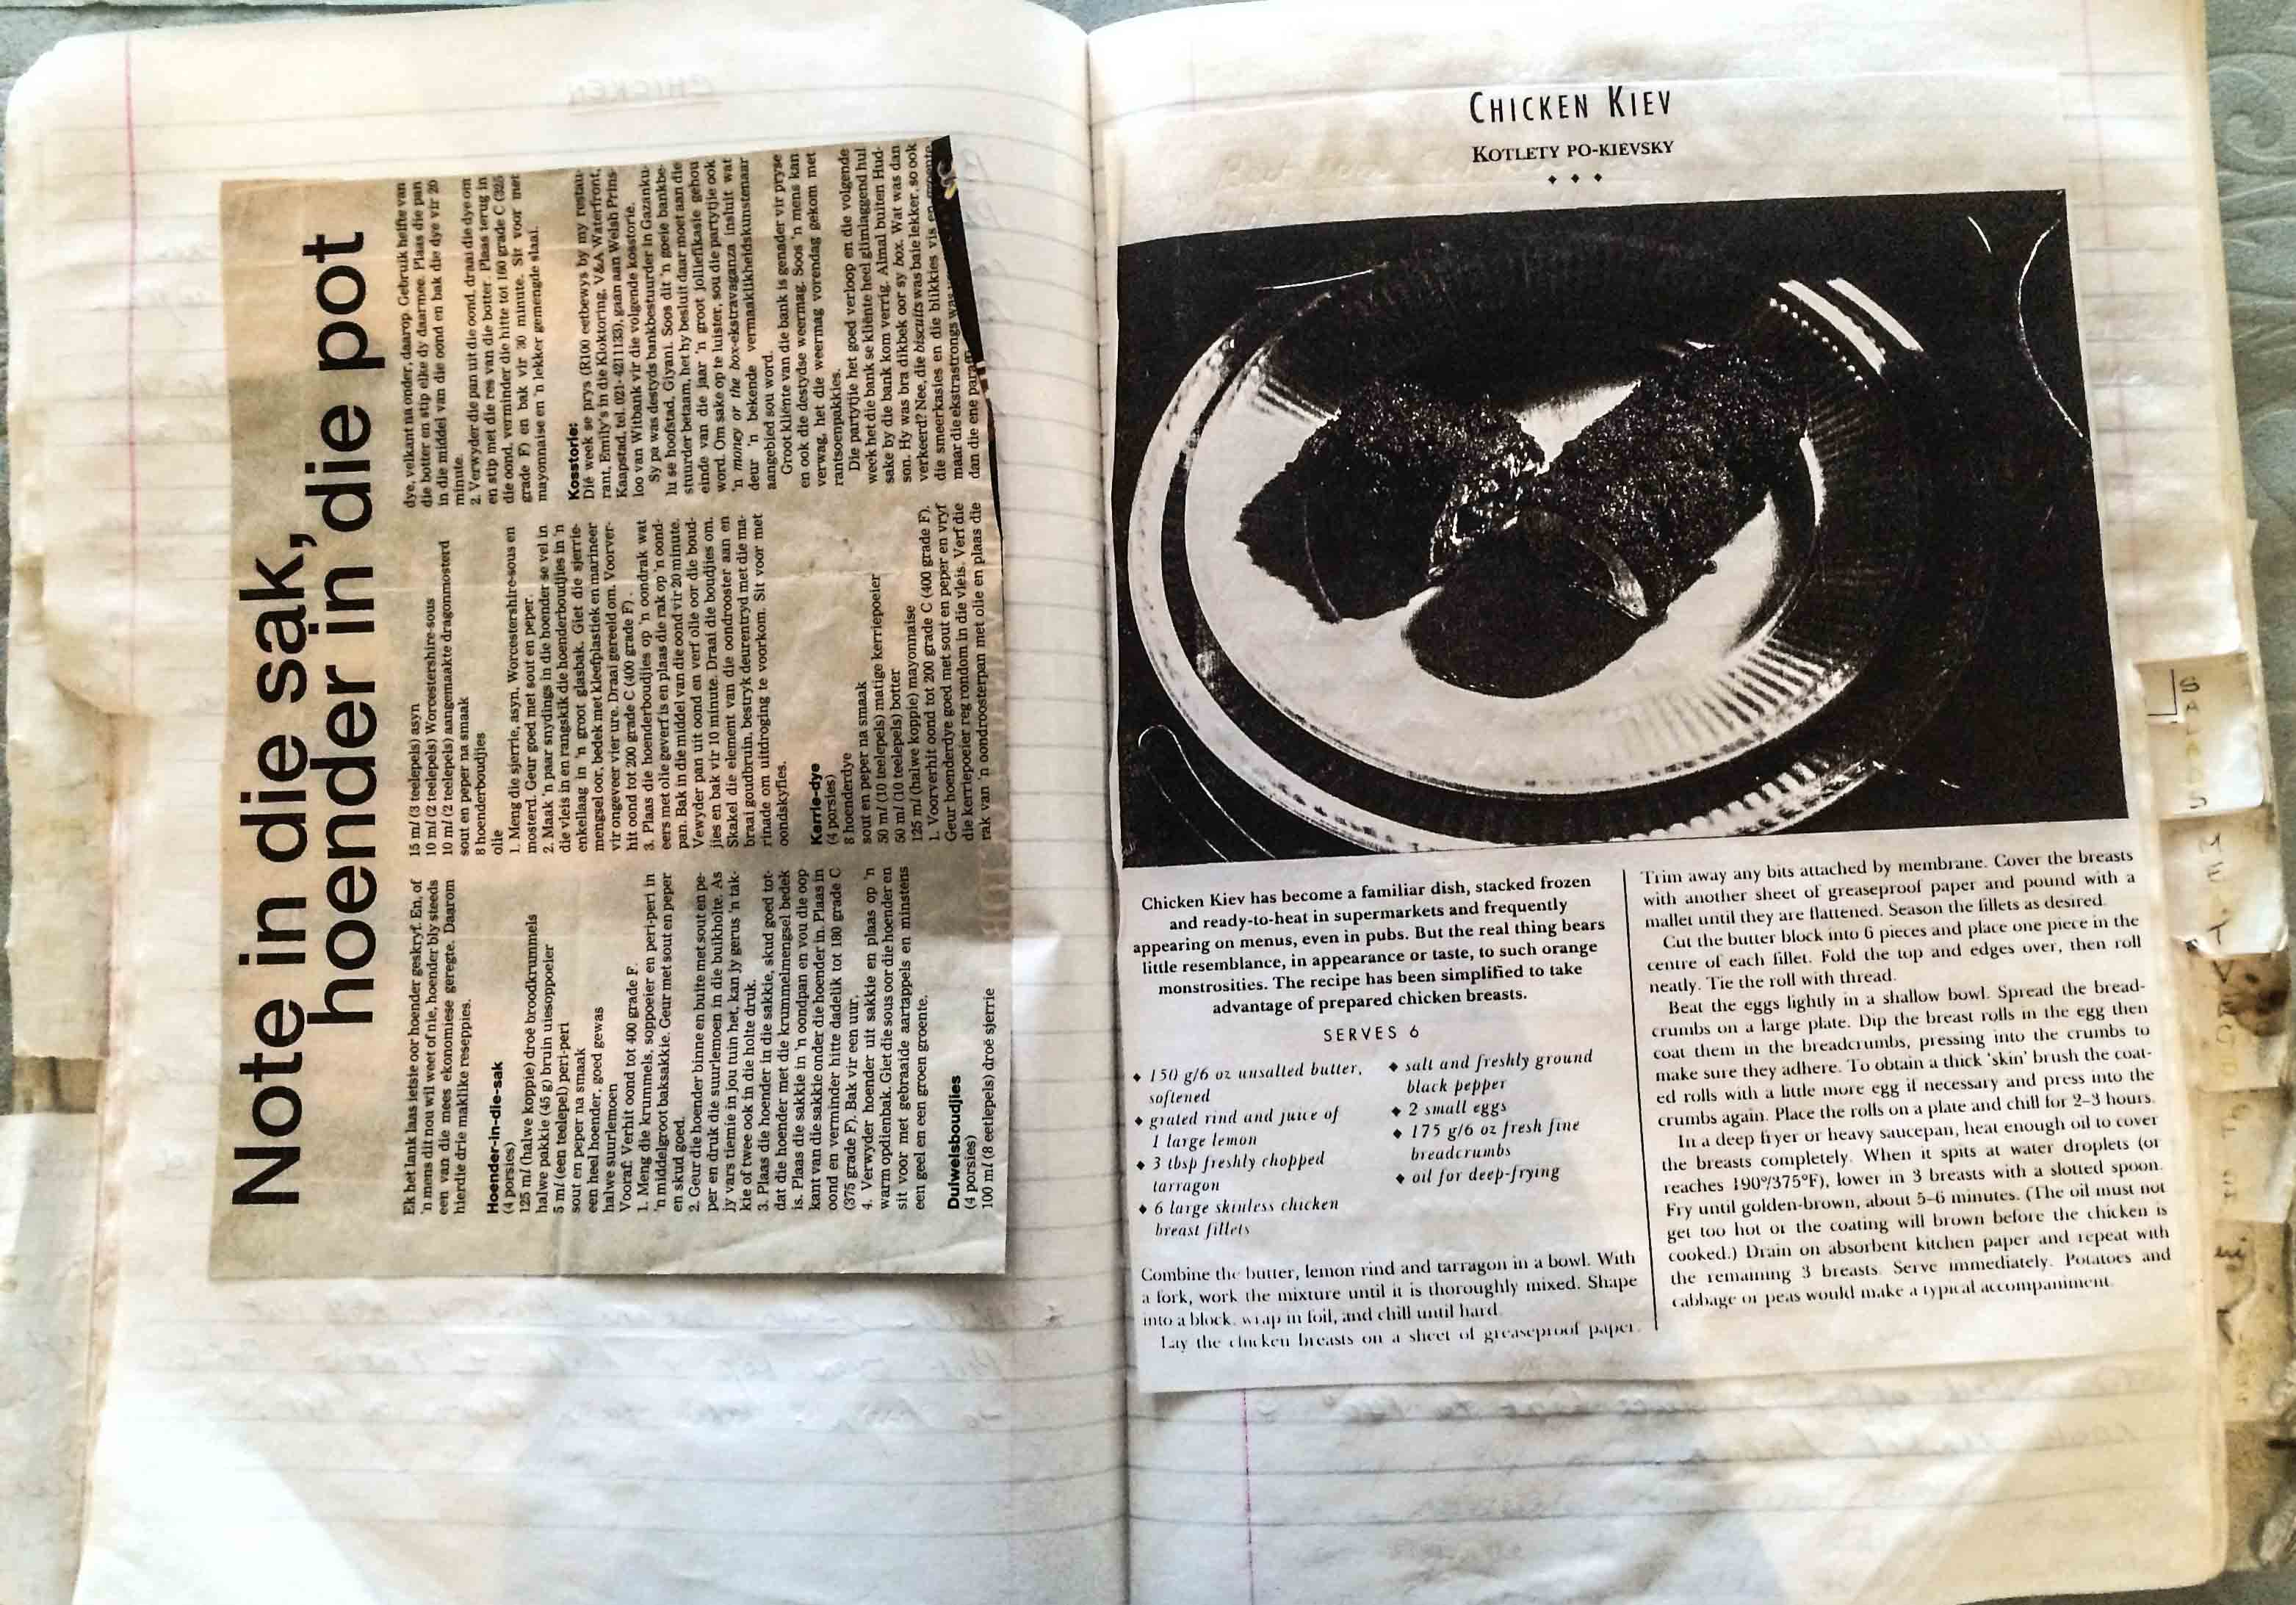 Note in die sak,
hoender in die pot
Ek het lank laas ietsie oor hoender geskryf. En, of
'n mens dit nou wil weet of nie, hoender bly steeds
een van die mees ekonomiese geregte. Daarom
hierdie drie maklike reseppies.
Hoender-in-die-sak
(4 porsies)
125 ml (halwe koppie) droë broodkrummels
halwe pakkie (45 g) bruin uiesoppoeier
5 ml (een teelepel) peri-peri
sout en peper na smaak
een heel hoender, goed gewas
halwe suurlemoen
Vooraf: Verhit oond tot 400 grade F.
1. Meng die krummels, soppoeier en peri-peri in
'n middelgroot baksakkie. Geur met sout en peper
en skud goed.
2. Geur die hoender binne en buite met sout en pe-
per en druk die suurlemoen in die buikholte. As
jy vars tiemie in jou tuin het, kan jy gerus 'n tak-
kie of twee ook in die holte druk.
3. Plaas die hoender in die sakkie, skud goed tot-
dat die hoender met die krummelmengsel bedek
is. Plaas die sakkie in 'n oondpan en vou die oop
kant van die sakkie onder die hoender in. Plaas in
oond en verminder hitte dadelik tot 180 grade C
(375 grade F). Bak vir een uur.
4. Verwyder hoender uit sakkie en plaas op 'n
warm opdienbak. Giet die sous oor die hoender en
sit voor met gebraaide aartappels en minstens
een geel en een groen groente.
Duiwelsboudjies
(4 porsies)
100 ml (8 eetlepels) droë sjerrie
15 ml (3 teelepels) asyn
10 ml (2 teelepels) Worcestershire-sous
10 ml (2 teelepels) aangemaakte dragonmosterd
sout en peper na smaak
8 hoenderboudjies
olie
1. Meng die sjerrie, asyn, Worcestershire-sous en
mosterd. Geur goed met sout en peper.
2. Maak 'n paar snydings in die hoender se vel in
die vleis in en rangskik die hoenderboudjies in 'n
enkellaag in 'n groot glasbak. Giet die sjerrie-
mengsel oor, bedek met kleefplastiek en marineer
vir ongeveer vier ure. Draai gereeld om. Voorver-
hit oond tot 200 grade C (400 grade F).
3. Plaas die hoenderboudjies op 'n oondrak wat
eers met olie geverf is en plaas die rak op 'n oond-
pan. Bak in die middel van die oond vir 20 minute.
Vewyder pan uit oond en verf olie oor die boud-
jies en bak vir 10 minute. Draai die boudjies om.
Skakel die element van die oondrooster aan en
braai goudbruin, bestryk deurentryd met die ma-
rinade om uitdroging te voorkom. Sit voor met
oondskyfies.
Kerrie-dye
(4 porsies)
8 hoenderdye
sout en peper na smaak
50 ml (10 teelepels) matige kerriepoeier
50 ml (10 teelepels) botter
125 ml (halwe koppie) mayonnaise
1. Voorverhit oond tot 200 grade C (400 grade F).
Geur hoenderdye goed met sout en peper en vryf
die kerriepoeier reg rondom in die vleis. Verf die
rak van 'n oondroosterpan met olie en plaas die
dye, velkant na onder, daarop. Gebruik helfte van
die botter en stip elke dy daarmee. Plaas die pan
in die middel van die oond en bak die dye vir 20
minute.
2. Verwyder die pan uit die oond, draai die dye om
en stip met die res van die botter. Plaas terug in
die oond, verminder die hitte tot 160 grade C (325
grade F) en bak vir 30 minute. Sit voor met
mayonnaise en 'n lekker gemengde slaai.
Kosstorie:
Dié week se prys (R100 eetbewys by my restau-
rant, Emily's in die Kloktoring, V&A Waterfront,
Kaapstad, tel. 021-4211133), gaan aan Welsh Prins-
loo van Witbank vir die volgende kosstorie.
Sy pa was destyds bankbestuurder in Gazanku-
lu se hoofstad, Giyani. Soos dit 'n goeie bankbe-
stuurder betaam, het hy besluit daar moet aan die
einde van die jaar 'n groot jollifikasie gehou
word. Om sake op te luister, sou die partytjie ook
'n money or the box-ekstravaganza insluit wat
deur 'n bekende vermaaklikheidskunstenaar
aangebied sou word.
Groot kliënte van die bank is genader vir pryse
en ook die destydse weermag. Soos 'n mens kan
verwag, het die weermag vorendag gekom met
rantsoenpakkies.
Die partytjie het goed verloop en die volgende
week het die bank se kliënte heel glimlaggend hul
sake by die bank kom verrig. Almal buiten Hud-
son. Hy was bra dikbek oor sy box. Wat was dan
verkeerd? Nee, die biscuits was baie lekker, so ook
die smeerkasies en die blikkies vis en groente,
maar die ekstrastrongs was
dan die ene paraff
CHICKEN KIEV
KOTLETY PO-KIEVSKY
Chicken Kiev has become a familiar dish, stacked frozen
and ready-to-heat in supermarkets and frequently
appearing on menus, even in pubs. But the real thing bears
little resemblance, in appearance or taste, to such orange
monstrosities. The recipe has been simplified to take
advantage of prepared chicken breasts.
SERVES 6
♦ 150 g/6 oz unsalted butter,
softened
♦ grated rind and juice of
1 large lemon
♦ 3 tbsp freshly chopped
tarragon
♦ 6 large skinless chicken
breast fillets
♦ salt and freshly ground
black pepper
♦ 2 small eggs
♦ 175 g/6 oz fresh fine
breadcrumbs
♦ oil for deep-frying
Combine the butter, lemon rind and tarragon in a bowl. With
a fork, work the mixture until it is thoroughly mixed. Shape
into a block, wrap in foil, and chill until hard.
Lay the chicken breasts on a sheet of greaseproof paper.
Trim away any bits attached by membrane. Cover the breasts
with another sheet of greaseproof paper and pound with a
mallet until they are flattened. Season the fillets as desired.
Cut the butter block into 6 pieces and place one piece in the
centre of each fillet. Fold the top and edges over, then roll
neatly. Tie the roll with thread.
Beat the eggs lightly in a shallow bowl. Spread the bread-
crumbs on a large plate. Dip the breast rolls in the egg then
coat them in the breadcrumbs, pressing into the crumbs to
make sure they adhere. To obtain a thick 'skin' brush the coat-
ed rolls with a little more egg if necessary and press into the
crumbs again. Place the rolls on a plate and chill for 2–3 hours.
In a deep fryer or heavy saucepan, heat enough oil to cover
the breasts completely. When it spits at water droplets (or
reaches 190°/375°F), lower in 3 breasts with a slotted spoon.
Fry until golden-brown, about 5–6 minutes. (The oil must not
get too hot or the coating will brown before the chicken is
cooked.) Drain on absorbent kitchen paper and repeat with
the remaining 3 breasts. Serve immediately. Potatoes and
cabbage or peas would make a typical accompaniment.
SALADS